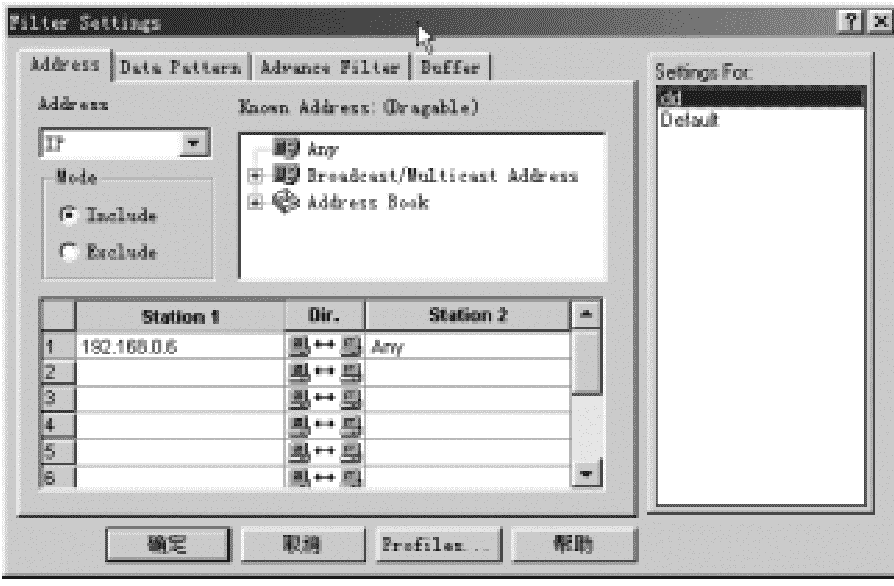 Filter Settings
Address
Data Pattern
Advance Filter
Buffer
Settings For:
dd
Default
Address
IP
Mode
Include
Exclude
Known Address: (Dragable)
Any
Broadcast/Multicast Address
Address Book
Station 1
Dir.
Station 2
1 192.168.0.6 Any
2
3
4
5
6
确定
取消
Profiles...
帮助